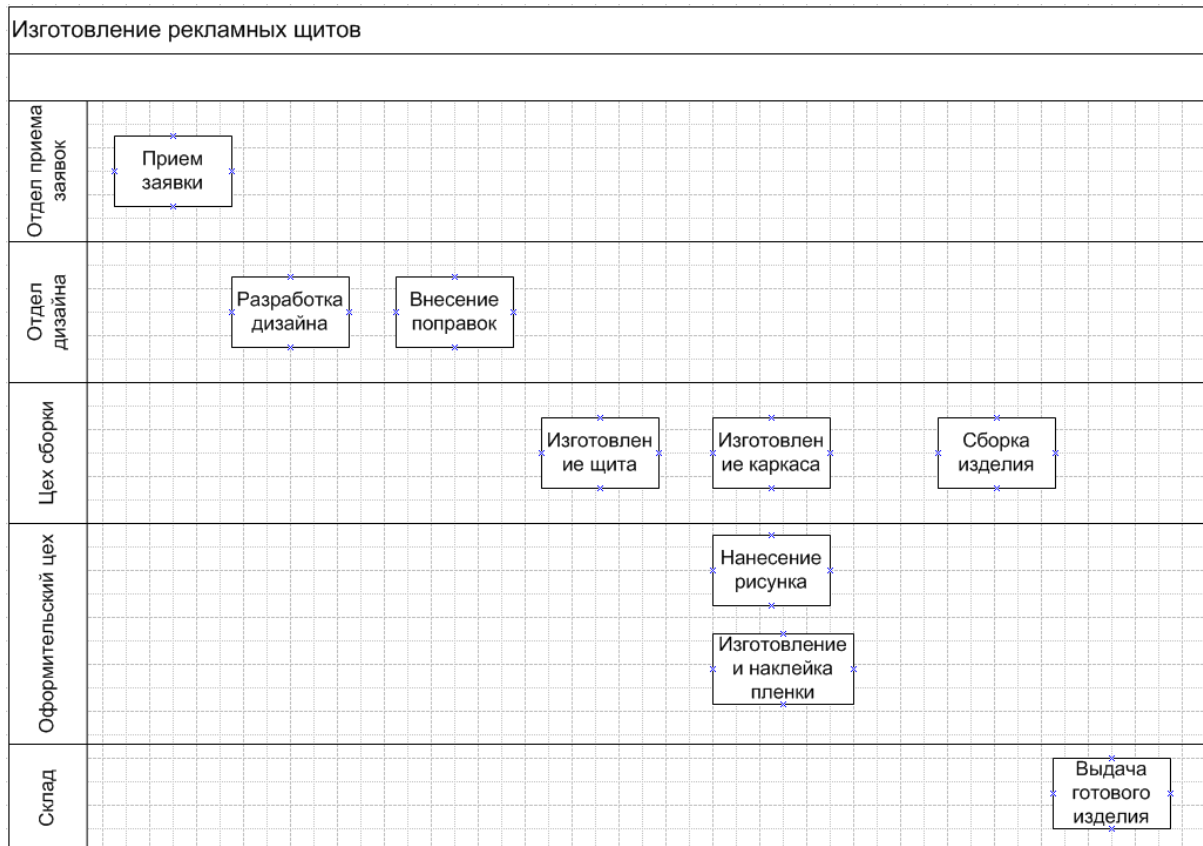 Изготовление рекламных щитов
Отдел приема
заявок
Прием
заявки
Отдел
дизайна
Разработка
дизайна
Внесение
поправок
Цех сборки
Изготовлен
ие щита
Изготовлен
ие каркаса
Сборка
изделия
Оформительский цех
Нанесение
рисунка
Изготовление
и наклейка
пленки
Склад
Выдача
готового
изделия